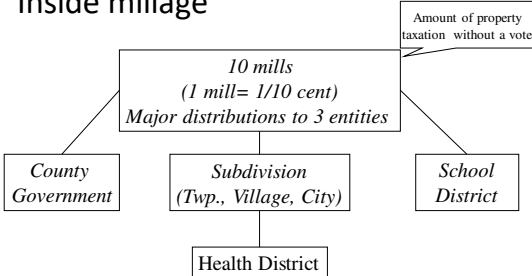 Inside millage
Amount of property
taxation without a vote
10 mills
(1 mill= 1/10 cent)
Major distributions to 3 entities
County
Government
Subdivision
(Twp., Village, City)
School
District
Health District